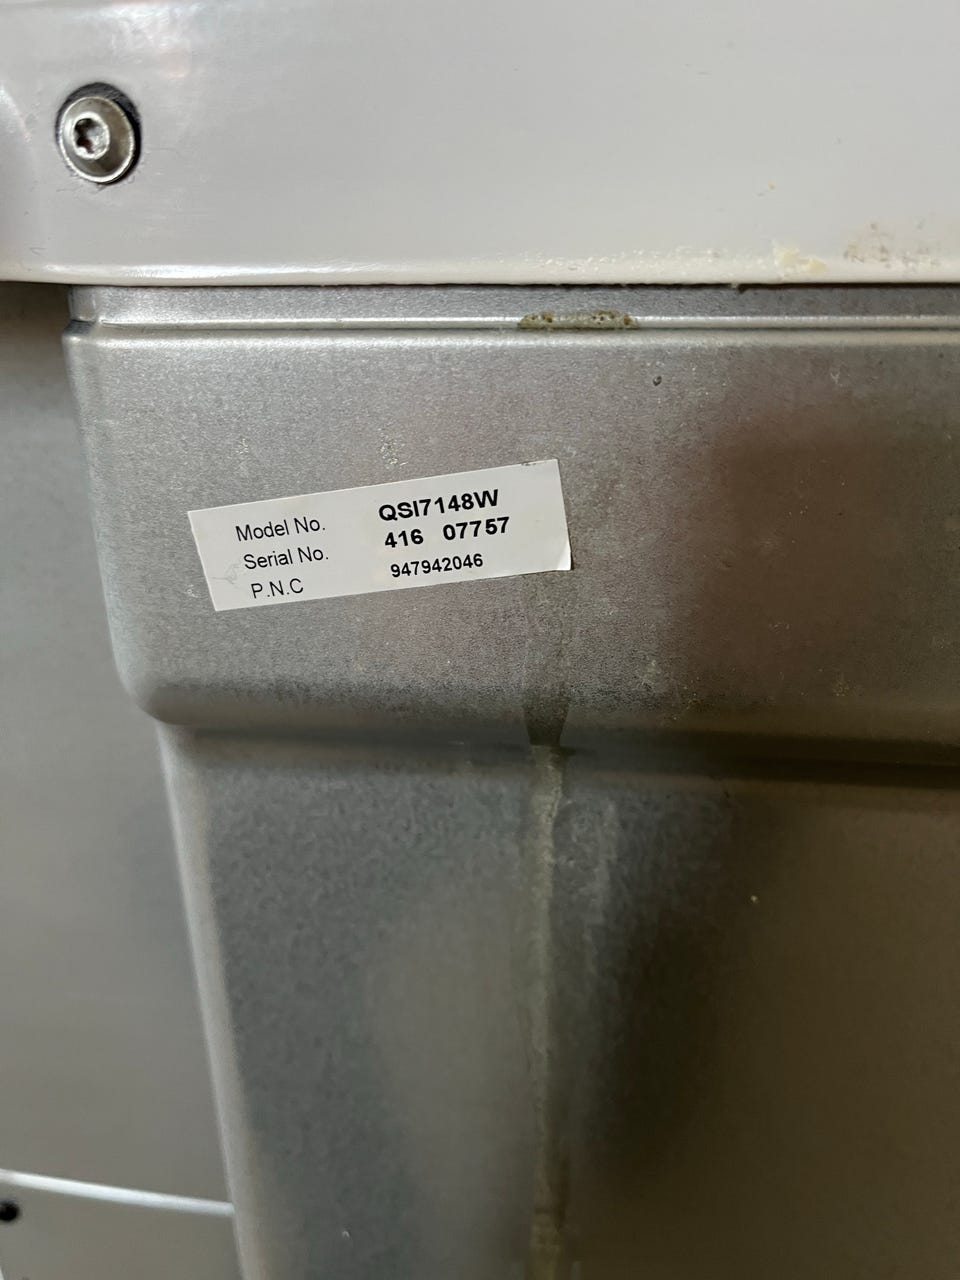 Model No. QSI7148W
Serial No. 416 07757
P.N.C 947942046